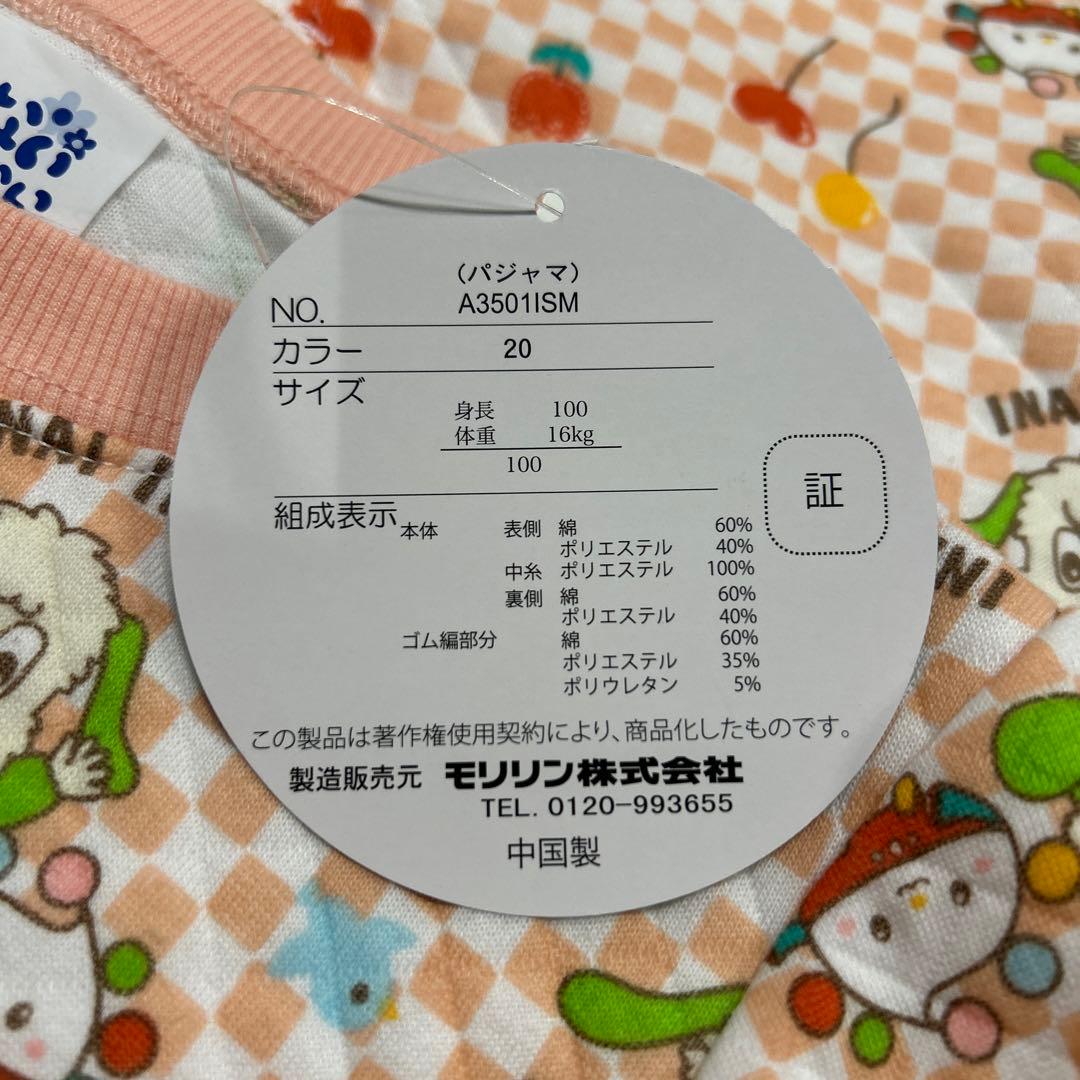 (パジャマ)
NO. A3501ISM
カラー 20
サイズ
身長 100
体重 16kg
100
証
組成表示 本体 表側 綿 60%
ポリエステル 40%
中糸 ポリエステル 100%
裏側 綿 60%
ポリエステル 40%
ゴム編部分 綿 60%
ポリエステル 35%
ポリウレタン 5%
この製品は著作権使用契約により、商品化したものです。
製造販売元 モリリン株式会社
TEL. 0120-993655
中国製